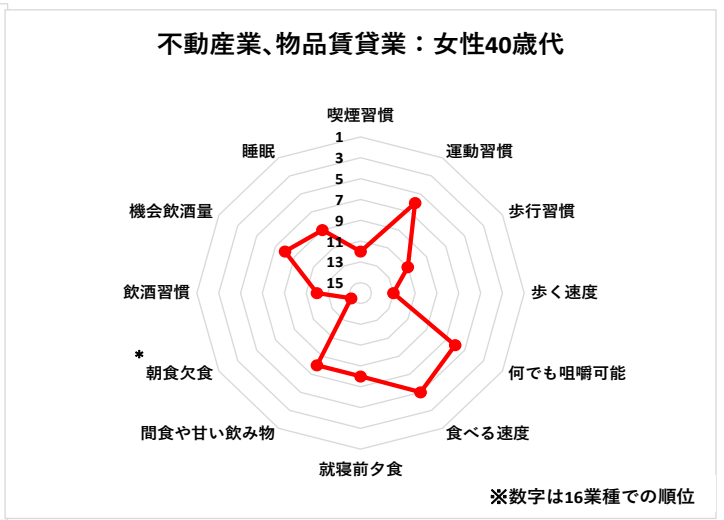 不動産業、物品賃貸業：女性40歳代
喫煙習慣
運動習慣
歩行習慣
歩く速度
何でも咀嚼可能
食べる速度
就寝前夕食
間食や甘い飲み物
*
朝食欠食
飲酒習慣
機会飲酒量
睡眠
1
3
5
7
9
11
13
15
※数字は16業種での順位